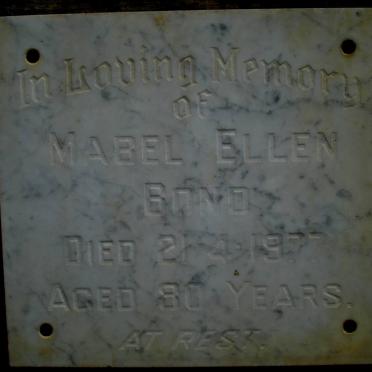 In Loving Memory
of
MABEL ELLEN
BOND
DIED 21·4·1977
AGED 80 YEARS.
AT REST.